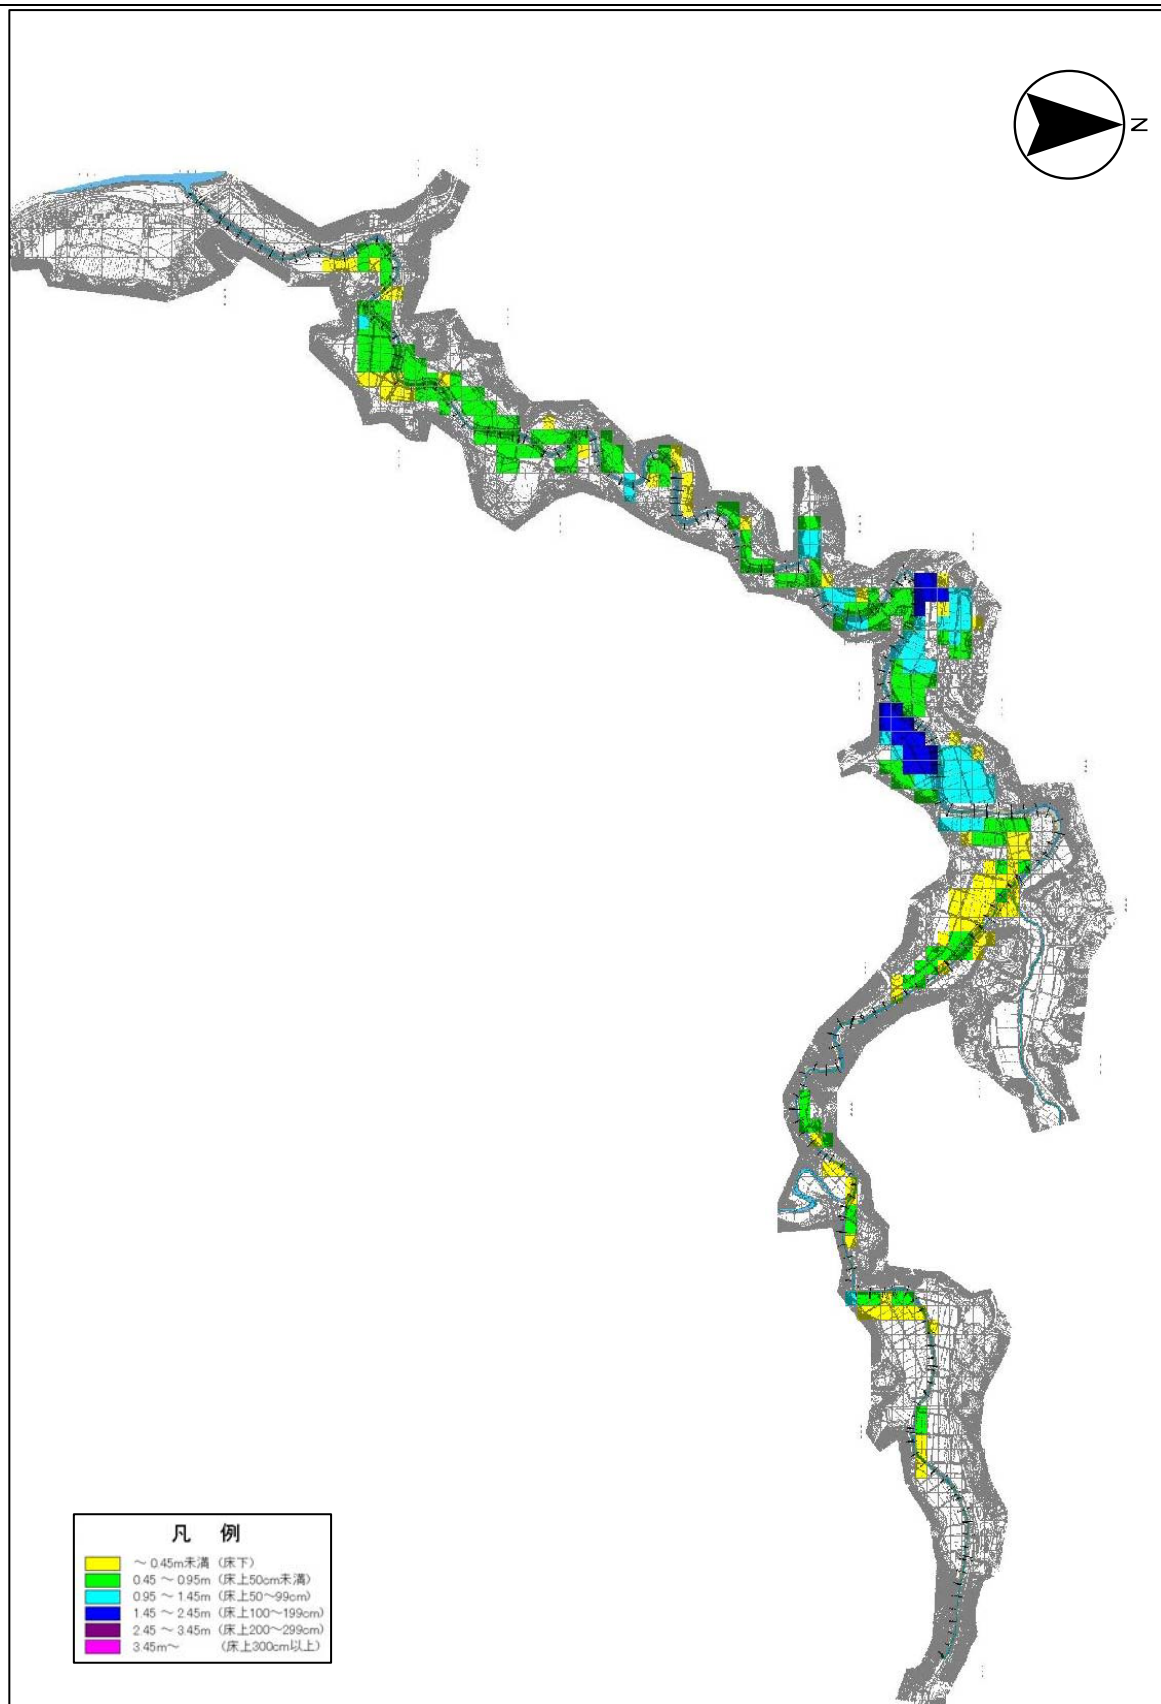 N
凡 例
～ 0.45m未満 (床下)
0.45 ～ 0.95m (床上50cm未満)
0.95 ～ 1.45m (床上50～99cm)
1.45 ～ 2.45m (床上100～199cm)
2.45 ～ 3.45m (床上200～299cm)
3.45m～ (床上300cm以上)